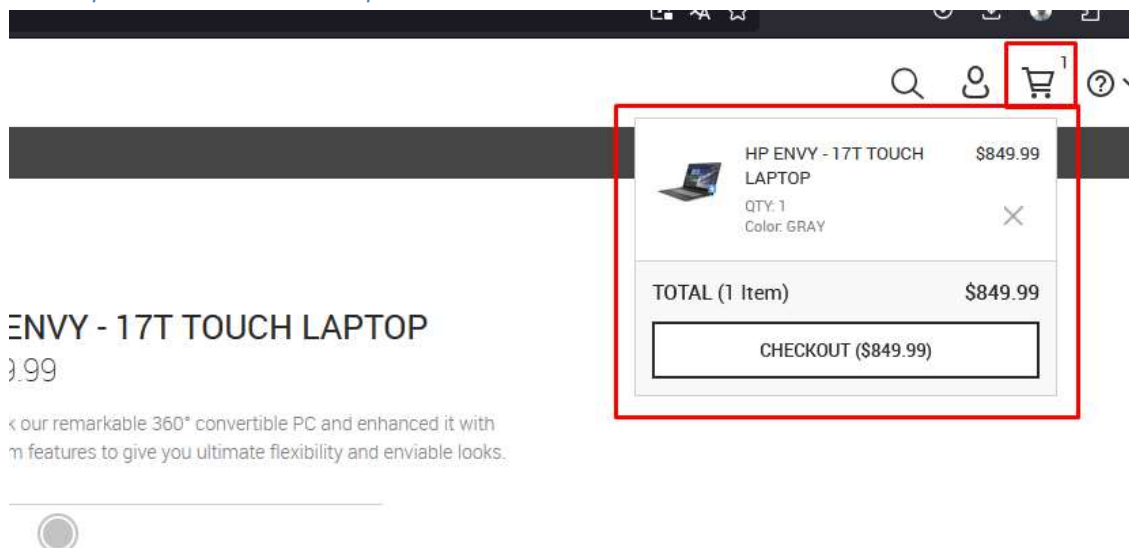 1
HP ENVY - 17T TOUCH $849.99
LAPTOP
QTY: 1
Color: GRAY
TOTAL (1 Item) $849.99
CHECKOUT ($849.99)
ENVY - 17T TOUCH LAPTOP
9.99
k our remarkable 360° convertible PC and enhanced it with
m features to give you ultimate flexibility and enviable looks.